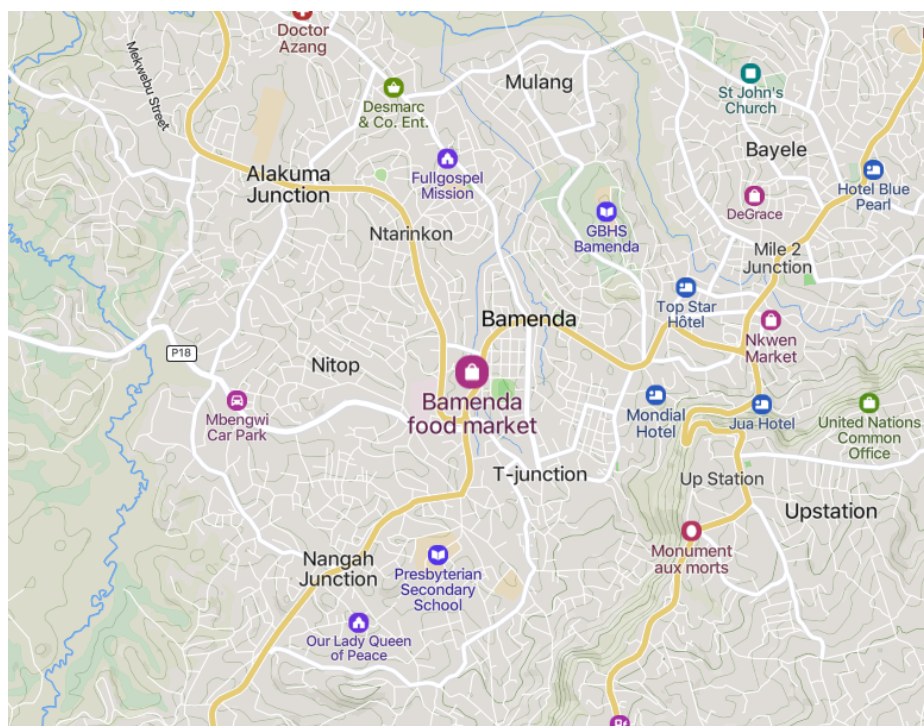 Doctor
Azang
Mekwebu Street
Desmarc
& Co. Ent.
Mulang
St John's
Church
Bayele
Alakuma
Junction
Fullgospel
Mission
Hotel Blue
Pearl
DeGrace
GBHS
Bamenda
Ntarinkon
Mile 2
Junction
Top Star
Hôtel
Bamenda
Nkwen
Market
P18
Nitop
Bamenda
food market
Mbengwi
Car Park
Mondial
Hotel
Jua Hotel
United Nations
Common
Office
T-junction
Up Station
Upstation
Nangah
Junction
Presbyterian
Secondary
School
Monument
aux morts
Our Lady Queen
of Peace